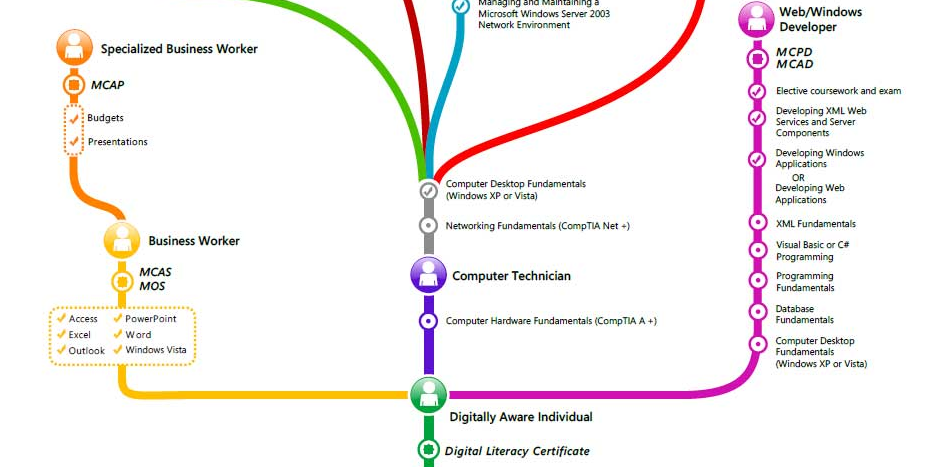 Managing and Maintaining a
Microsoft Windows Server 2003
Network Environment
Web/Windows
Developer
MCPD
MCAD
Elective coursework and exam
Developing XML Web
Services and Server
Components
Developing Windows
Applications
OR
Developing Web
Applications
XML Fundamentals
Visual Basic or C#
Programming
Programming
Fundamentals
Database
Fundamentals
Computer Desktop
Fundamentals
(Windows XP or Vista)
Specialized Business Worker
MCAP
Budgets
Presentations
Business Worker
MCAS
MOS
Access
PowerPoint
Excel
Word
Outlook
Windows Vista
Computer Desktop Fundamentals
(Windows XP or Vista)
Networking Fundamentals (CompTIA Net +)
Computer Technician
Computer Hardware Fundamentals (CompTIA A +)
Digitally Aware Individual
Digital Literacy Certificate